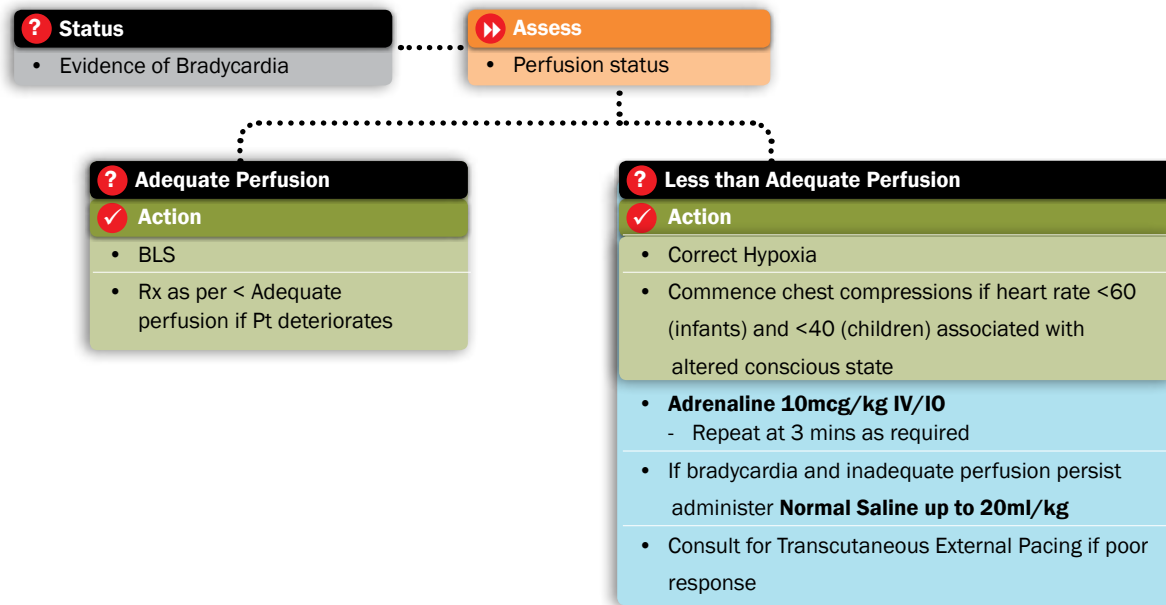 ? Status
• Evidence of Bradycardia
Assess
• Perfusion status
? Adequate Perfusion
Action
• BLS
• Rx as per < Adequate
perfusion if Pt deteriorates
? Less than Adequate Perfusion
Action
• Correct Hypoxia
• Commence chest compressions if heart rate <60
(infants) and <40 (children) associated with
altered conscious state
• Adrenaline 10mcg/kg IV/IO
- Repeat at 3 mins as required
• If bradycardia and inadequate perfusion persist
administer Normal Saline up to 20ml/kg
• Consult for Transcutaneous External Pacing if poor
response